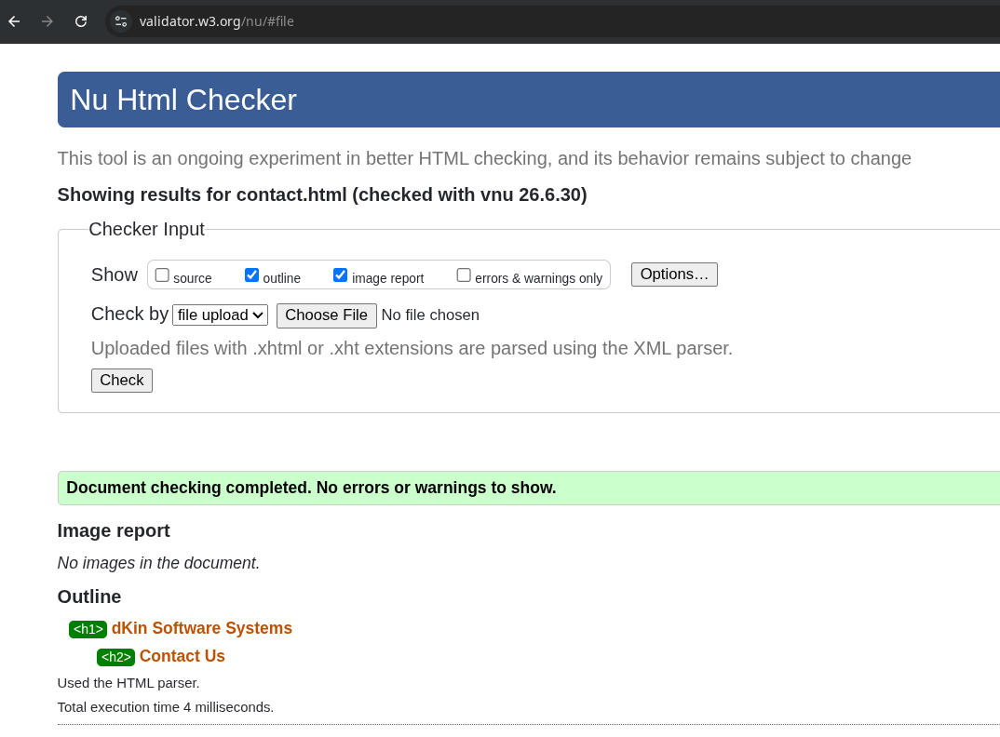 validator.w3.org/nu/#file
Nu Html Checker
This tool is an ongoing experiment in better HTML checking, and its behavior remains subject to change
Showing results for contact.html (checked with vnu 26.6.30)
Checker Input
Show source outline image report errors & warnings only Options…
Check by file upload Choose File No file chosen
Uploaded files with .xhtml or .xht extensions are parsed using the XML parser.
Check
Document checking completed. No errors or warnings to show.
Image report
No images in the document.
Outline
<h1> dKin Software Systems
<h2> Contact Us
Used the HTML parser.
Total execution time 4 milliseconds.